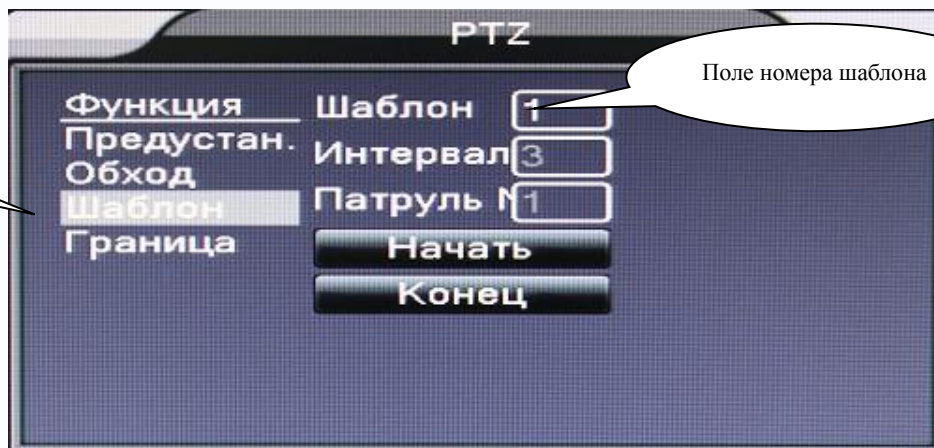 PTZ
Поле номера шаблона
Функция
Предустан.
Обход
Шаблон
Граница
Шаблон 1
Интервал 3
Патруль N 1
Начать
Конец